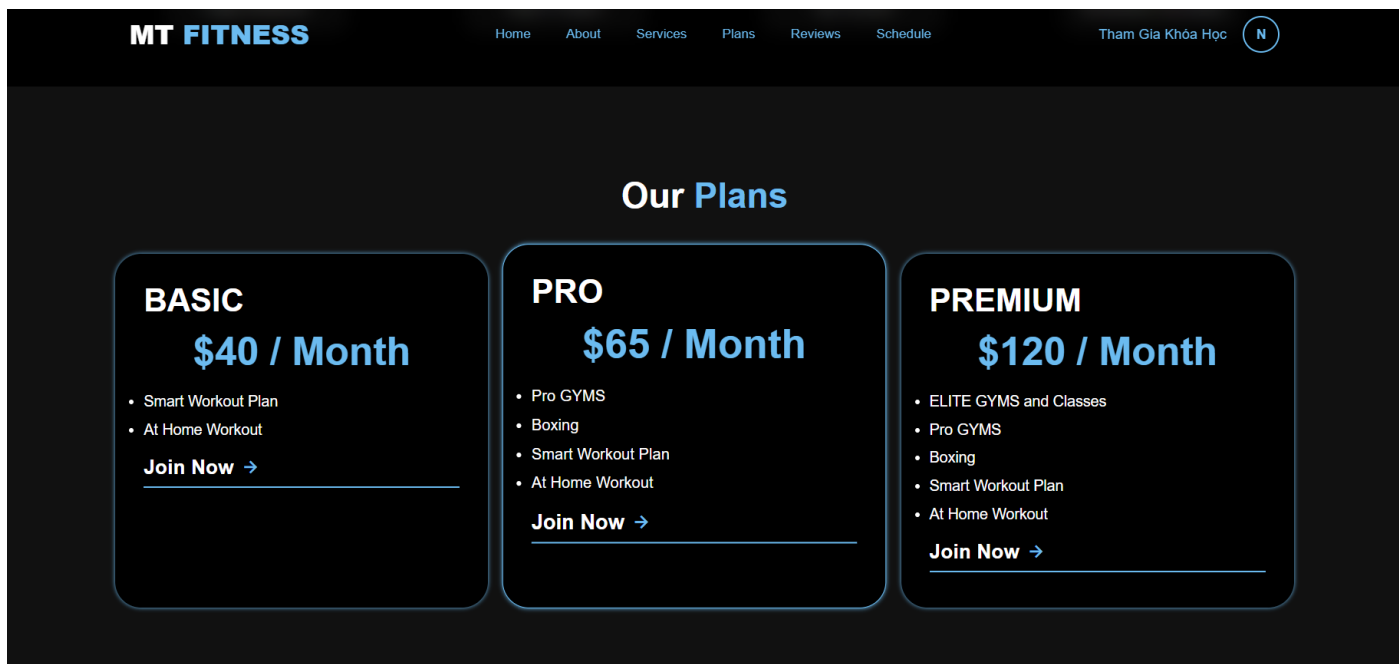 MT FITNESS
Home About Services Plans Reviews Schedule
Tham Gia Khóa Học N
Our Plans
BASIC
$40 / Month
Smart Workout Plan
At Home Workout
Join Now →
PRO
$65 / Month
Pro GYMS
Boxing
Smart Workout Plan
At Home Workout
Join Now →
PREMIUM
$120 / Month
ELITE GYMS and Classes
Pro GYMS
Boxing
Smart Workout Plan
At Home Workout
Join Now →